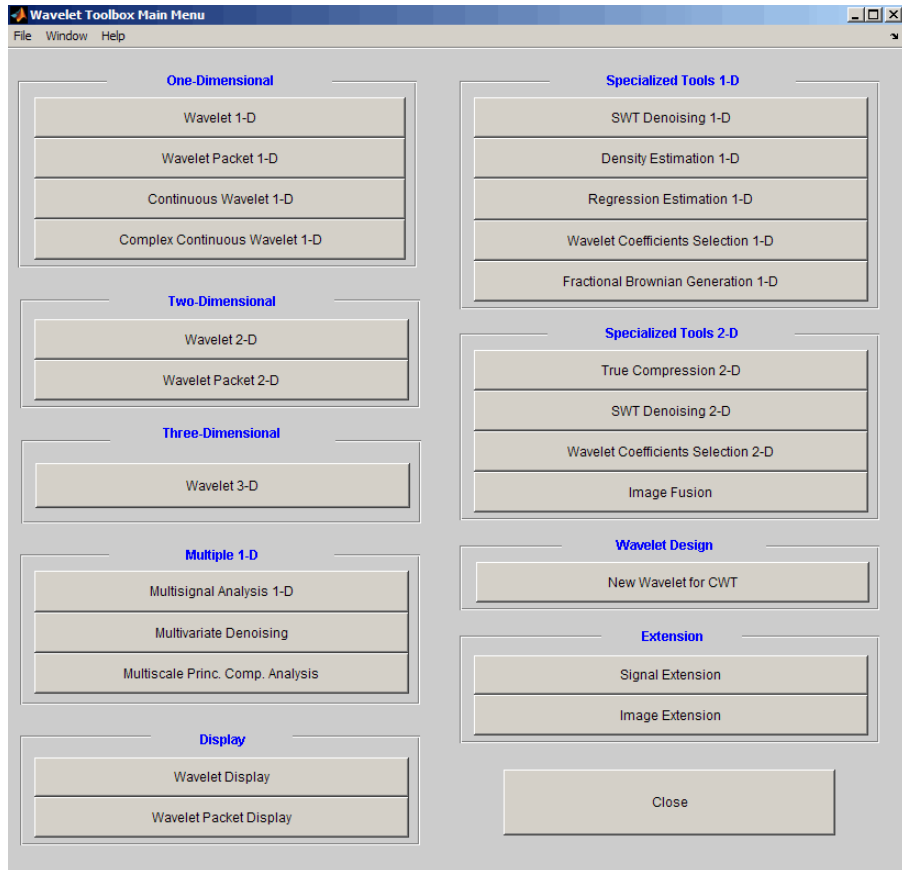 Wavelet Toolbox Main Menu
File Window Help
One-Dimensional
Wavelet 1-D
Wavelet Packet 1-D
Continuous Wavelet 1-D
Complex Continuous Wavelet 1-D
Two-Dimensional
Wavelet 2-D
Wavelet Packet 2-D
Three-Dimensional
Wavelet 3-D
Multiple 1-D
Multisignal Analysis 1-D
Multivariate Denoising
Multiscale Princ. Comp. Analysis
Display
Wavelet Display
Wavelet Packet Display
Specialized Tools 1-D
SWT Denoising 1-D
Density Estimation 1-D
Regression Estimation 1-D
Wavelet Coefficients Selection 1-D
Fractional Brownian Generation 1-D
Specialized Tools 2-D
True Compression 2-D
SWT Denoising 2-D
Wavelet Coefficients Selection 2-D
Image Fusion
Wavelet Design
New Wavelet for CWT
Extension
Signal Extension
Image Extension
Close